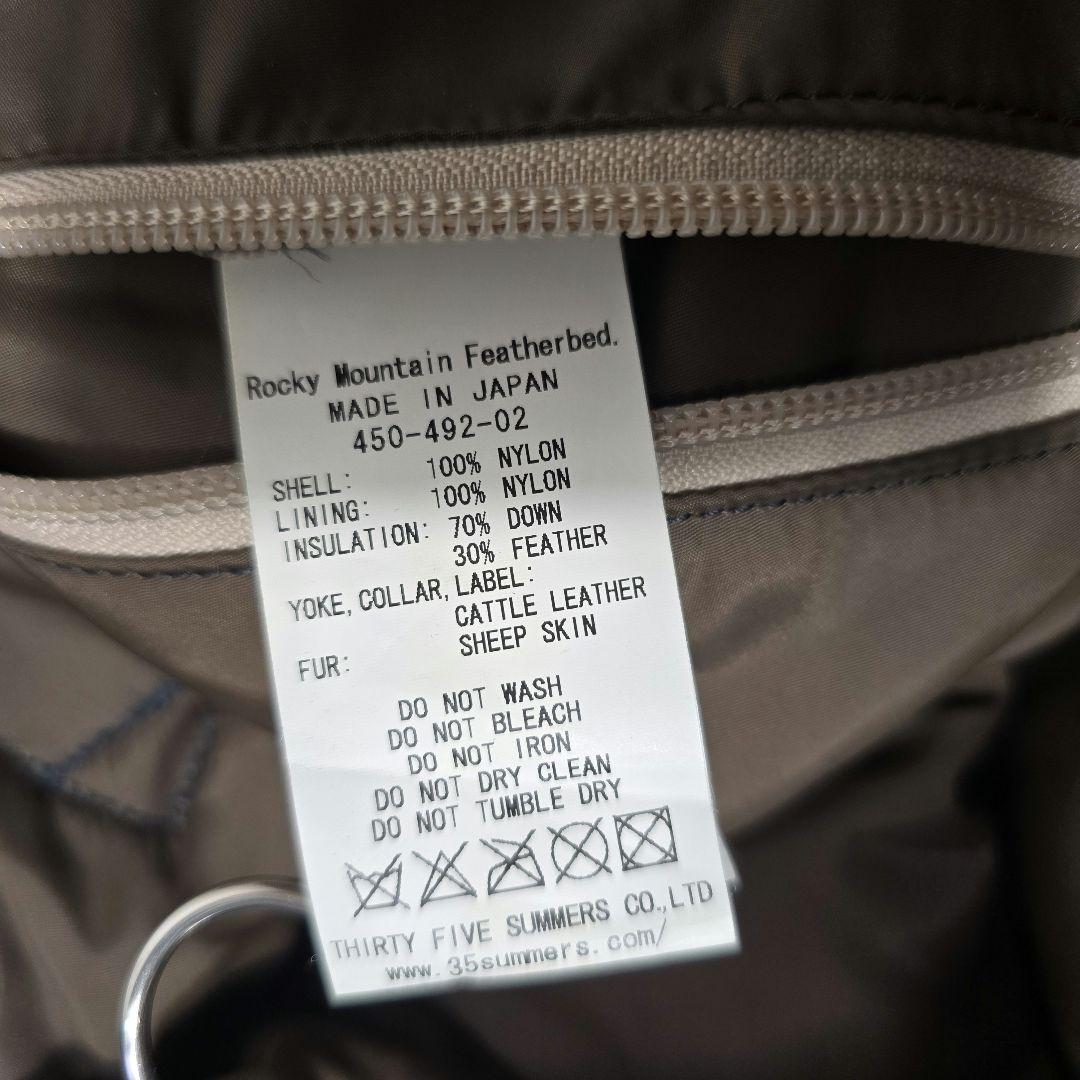 Rocky Mountain Featherbed.
MADE IN JAPAN
450-492-02
SHELL: 100% NYLON
LINING: 100% NYLON
INSULATION: 70% DOWN
30% FEATHER
YOKE, COLLAR, LABEL:
CATTLE LEATHER
FUR: SHEEP SKIN
DO NOT WASH
DO NOT BLEACH
DO NOT IRON
DO NOT DRY CLEAN
DO NOT TUMBLE DRY
THIRTY FIVE SUMMERS CO.,LTD
www.35summers.com/